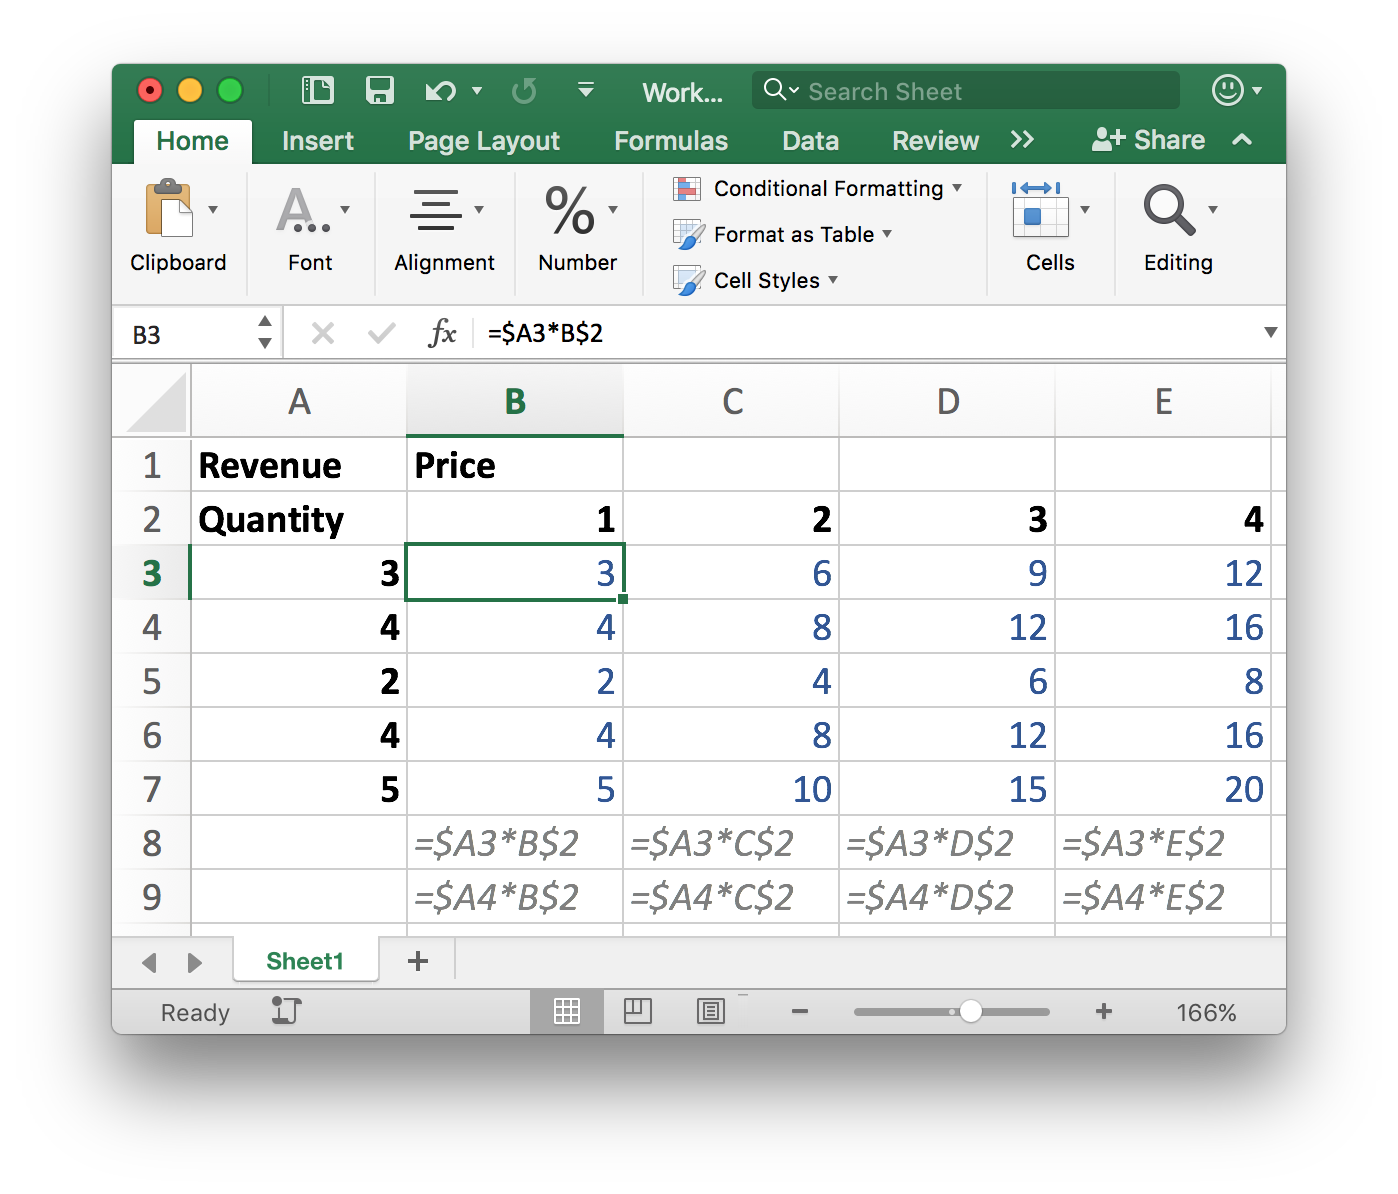 Work... Search Sheet
Home Insert Page Layout Formulas Data Review >> Share
Conditional Formatting
Format as Table
Cell Styles
Clipboard Font Alignment Number Cells Editing
B3 fx =$A3*B$2
A B C D E
1 Revenue Price
2 Quantity 1 2 3 4
3 3 3 6 9 12
4 4 4 8 12 16
5 2 2 4 6 8
6 4 4 8 12 16
7 5 5 10 15 20
8 =$A3*B$2 =$A3*C$2 =$A3*D$2 =$A3*E$2
9 =$A4*B$2 =$A4*C$2 =$A4*D$2 =$A4*E$2
Sheet1 +
Ready 166%